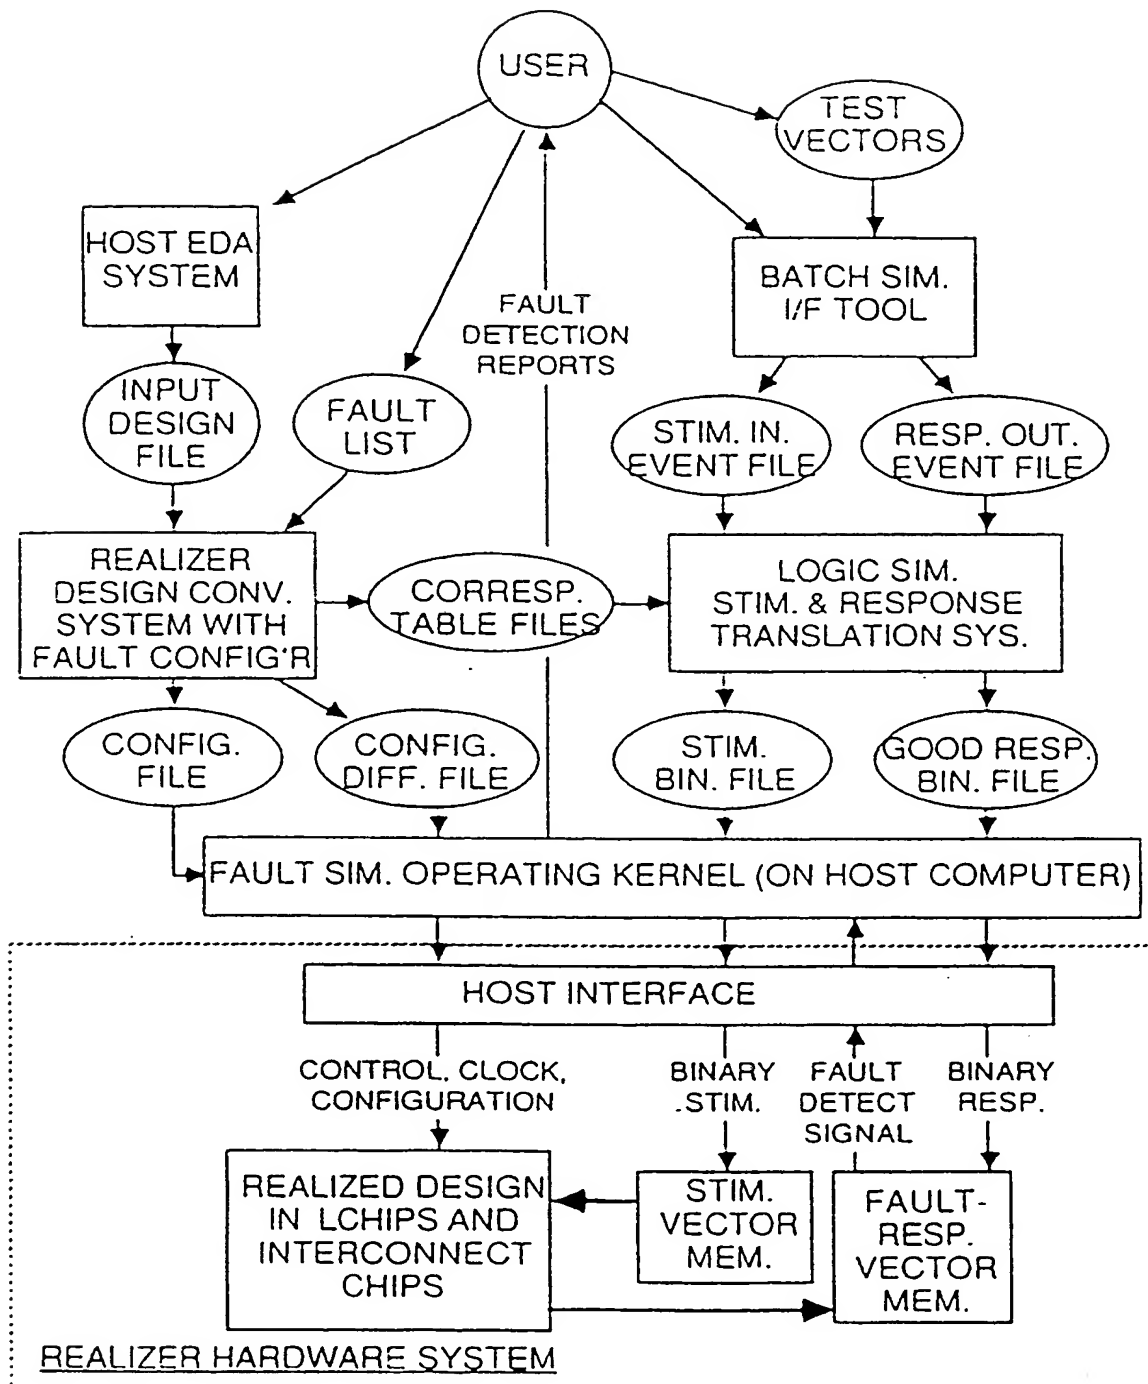 USER
TEST
VECTORS
HOST EDA
SYSTEM
BATCH SIM.
I/F TOOL
FAULT
DETECTION
REPORTS
INPUT
DESIGN
FILE
FAULT
LIST
STIM. IN.
EVENT FILE
RESP. OUT.
EVENT FILE
REALIZER
DESIGN CONV.
SYSTEM WITH
FAULT CONFIG'R
CORRESP.
TABLE FILES
LOGIC SIM.
STIM. & RESPONSE
TRANSLATION SYS.
CONFIG.
FILE
CONFIG.
DIFF. FILE
STIM.
BIN. FILE
GOOD RESP.
BIN. FILE
FAULT SIM. OPERATING KERNEL (ON HOST COMPUTER)
HOST INTERFACE
CONTROL, CLOCK,
CONFIGURATION
BINARY
STIM.
FAULT
DETECT
SIGNAL
BINARY
RESP.
REALIZED DESIGN
IN LCHIPS AND
INTERCONNECT
CHIPS
STIM.
VECTOR
MEM.
FAULT-
RESP.
VECTOR
MEM.
REALIZER HARDWARE SYSTEM